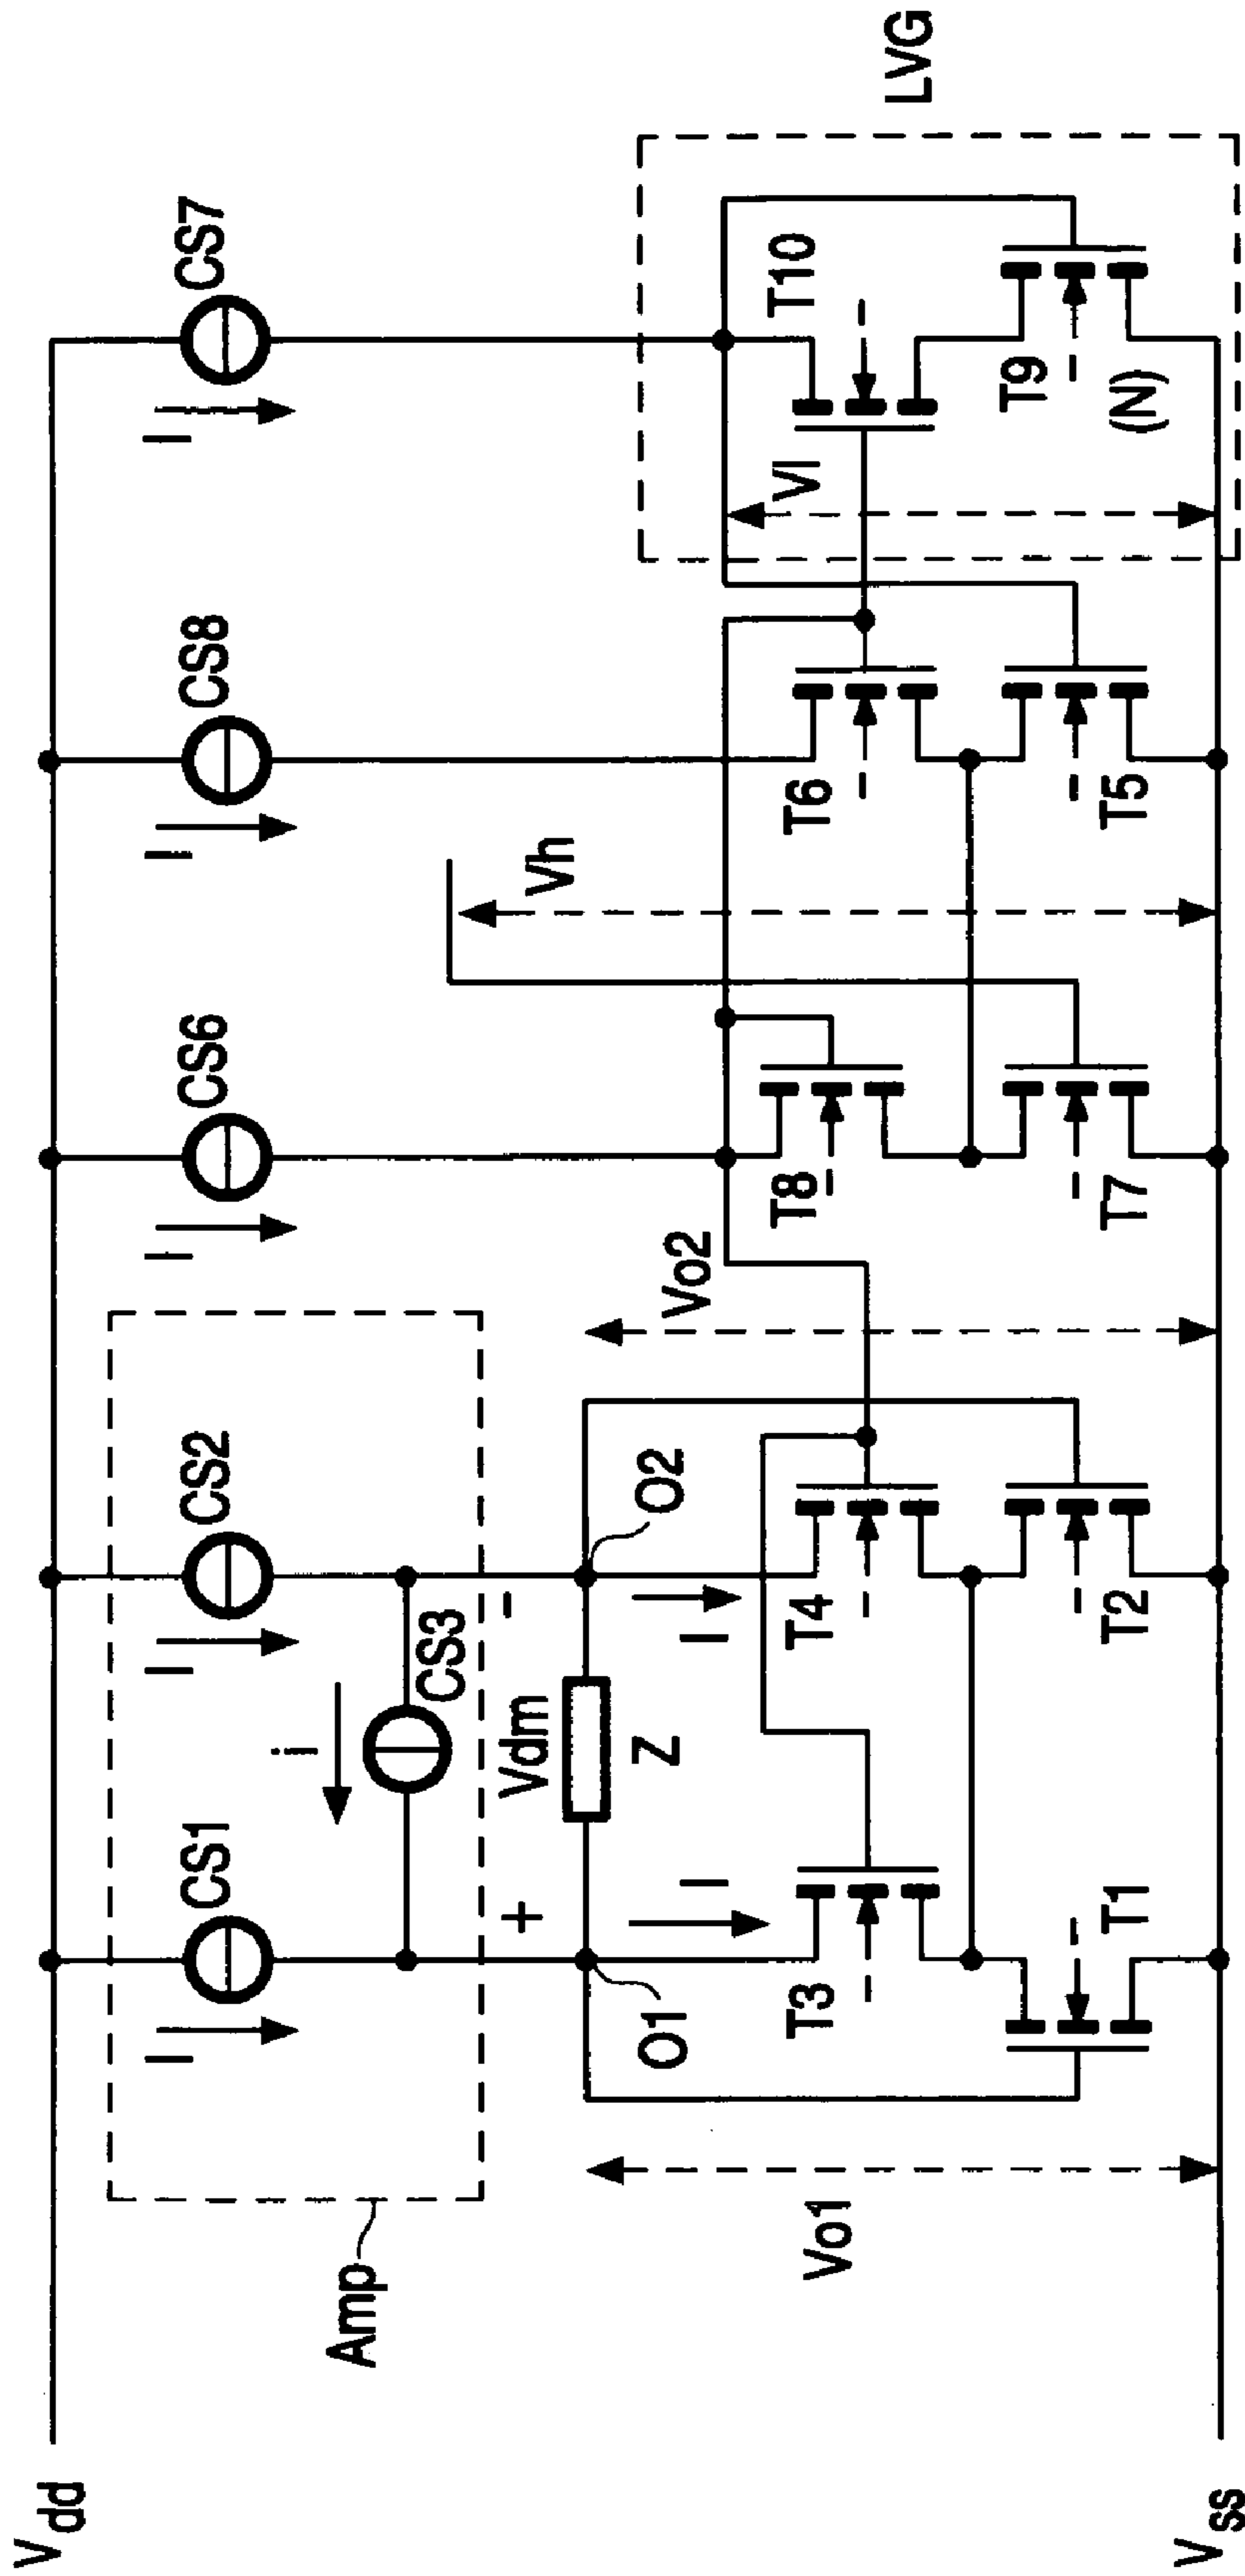 Vdd
Amp
I
CS1
I
CS2
i
CS3
I
CS6
I
CS8
I
CS7
+
Vdm
-
O1
I
Z
I
O2
Vo1
T3
T4
Vo2
T8
Vh
T6
Vl
T10
LVG
T1
T2
T7
T5
T9
(N)
Vss